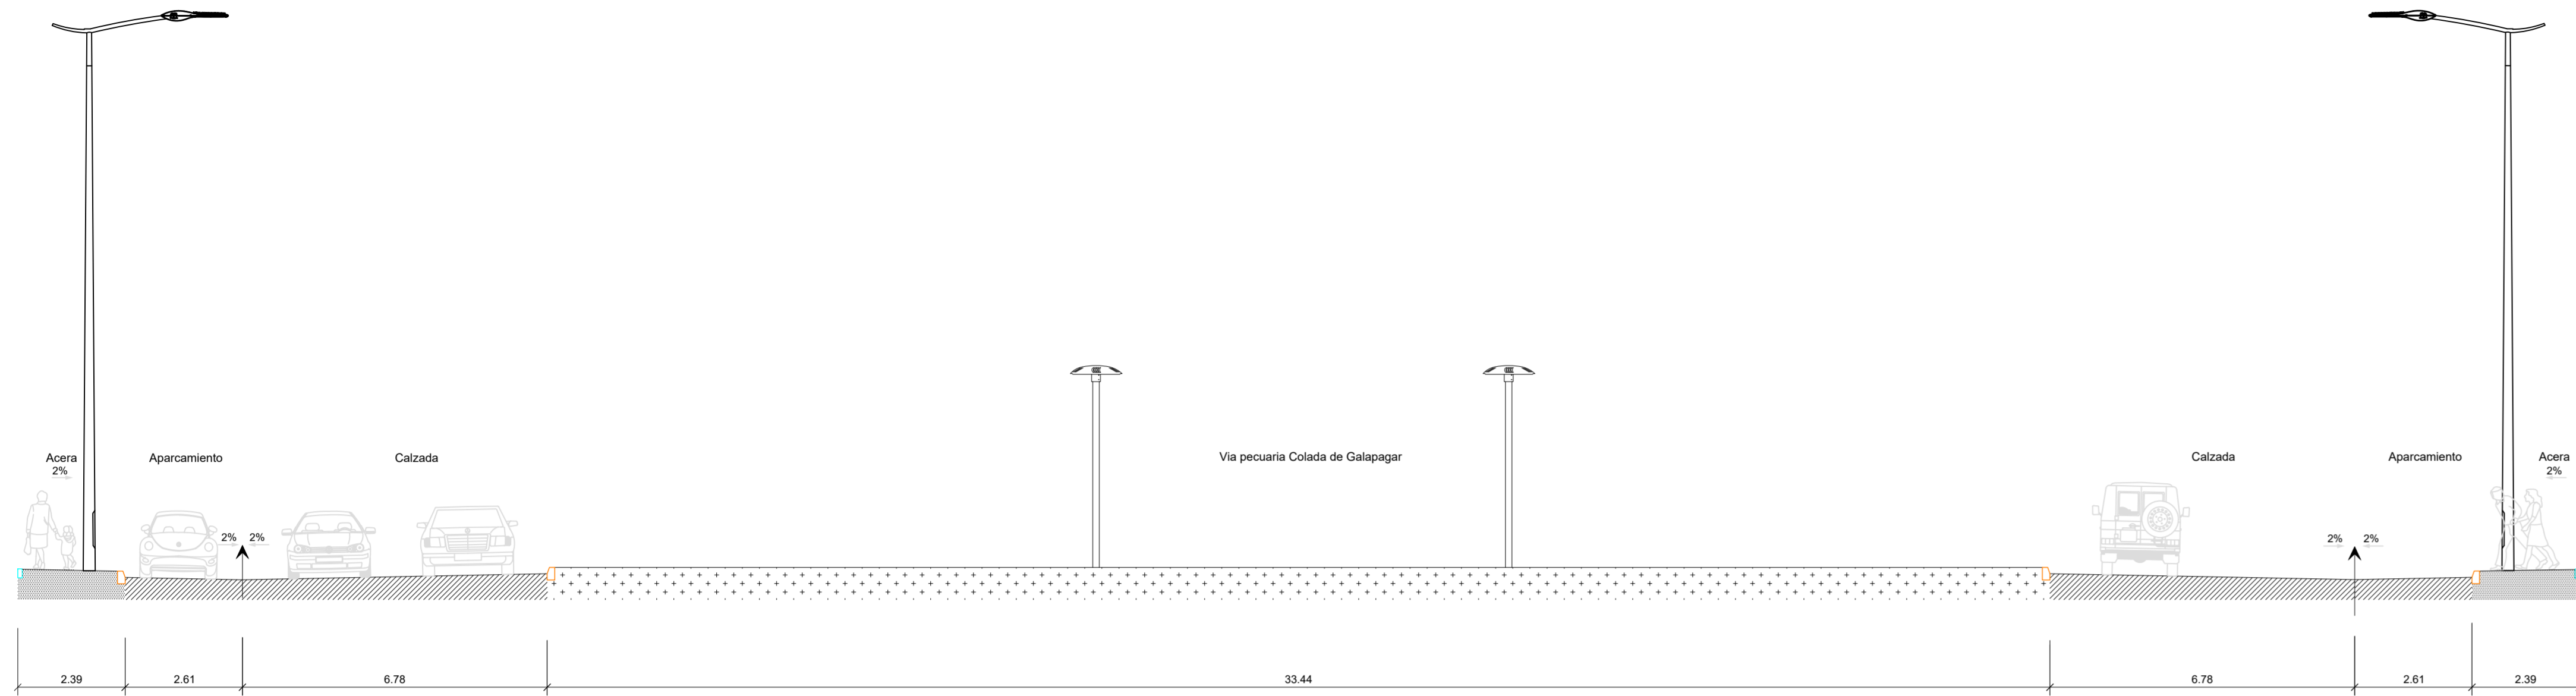 Acera
2%
Aparcamiento
Calzada
Via pecuaria Colada de Galapagar
Calzada
Aparcamiento
Acera
2%
2% 2%
2% 2%
2.39 2.61 6.78 33.44 6.78 2.61 2.39